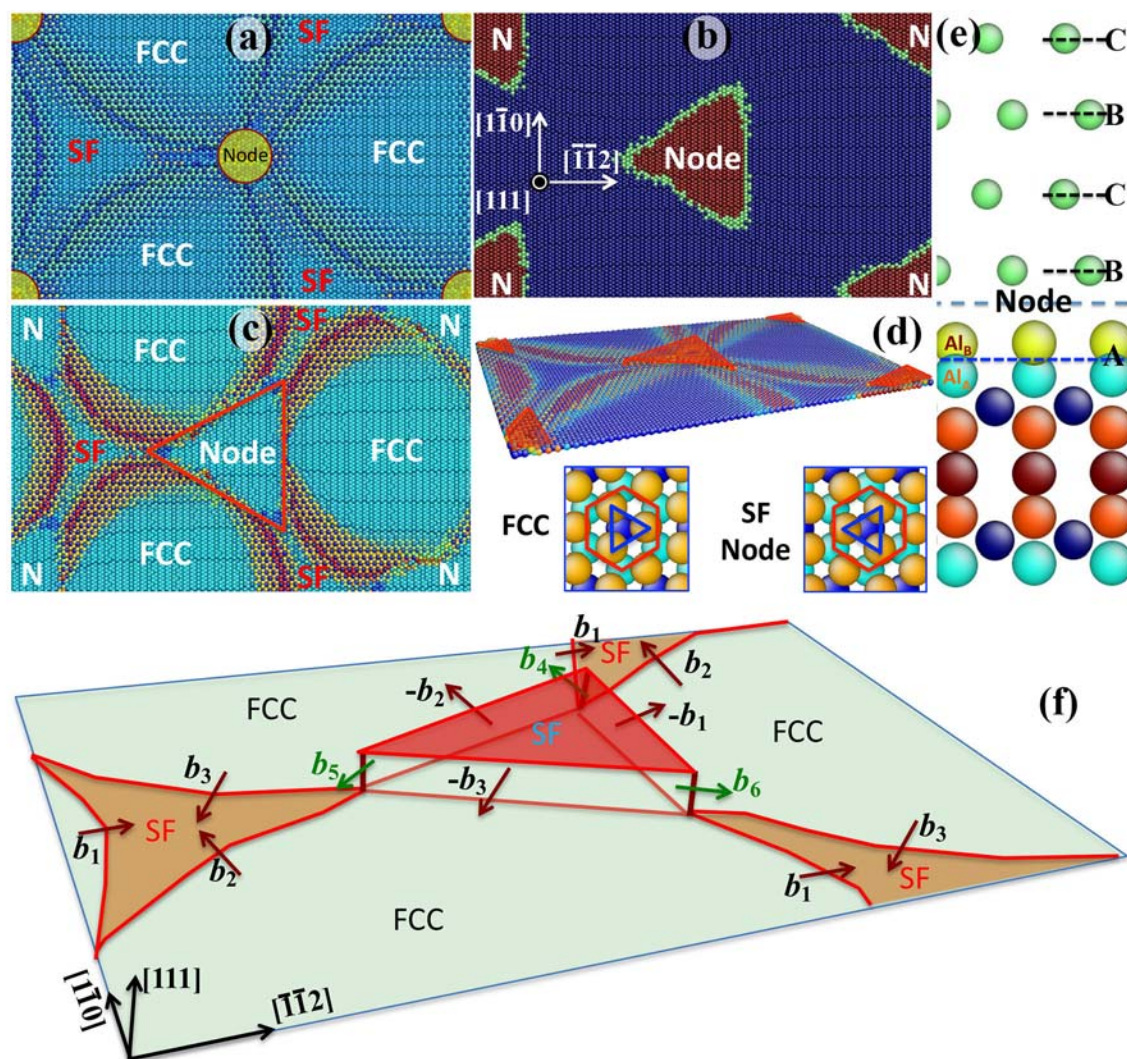 (a)
SF
FCC
SF
Node
FCC
FCC
SF
(b)
N
N
[11̅0]
[1̅1̅2]
[111]
Node
N
N
(e)
C
B
C
B
Node
Al_B
A
Al_A
(c)
N
SF
N
FCC
SF
Node
FCC
FCC
N
SF
N
(d)
FCC
SF
Node
(f)
b₁
SF
b₂
b₄
-b₂
-b₁
FCC
SF
FCC
b₅
-b₃
b₆
b₃
SF
b₁
b₂
b₃
b₁
SF
FCC
[11̅0]
[111]
[1̅1̅2]